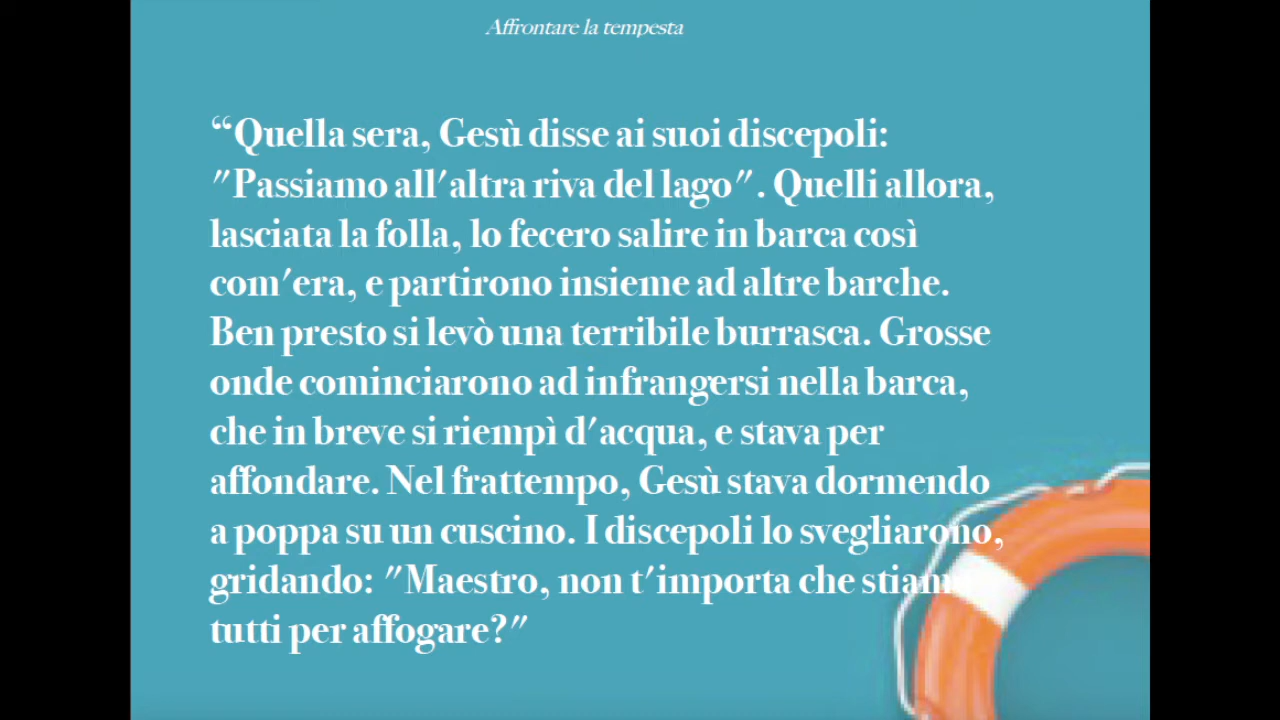 Affrontare la tempesta
“Quella sera, Gesù disse ai suoi discepoli:
"Passiamo all'altra riva del lago". Quelli allora,
lasciata la folla, lo fecero salire in barca così
com'era, e partirono insieme ad altre barche.
Ben presto si levò una terribile burrasca. Grosse
onde cominciarono ad infrangersi nella barca,
che in breve si riempì d'acqua, e stava per
affondare. Nel frattempo, Gesù stava dormendo
a poppa su un cuscino. I discepoli lo svegliarono,
gridando: "Maestro, non t'importa che stiamo
tutti per affogare?"